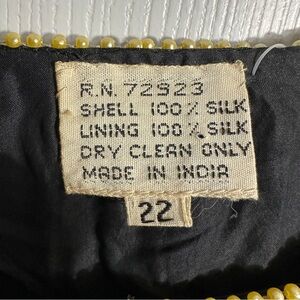 R.N. 72923
SHELL 100% SILK
LINING 100% SILK
DRY CLEAN ONLY
MADE IN INDIA
22